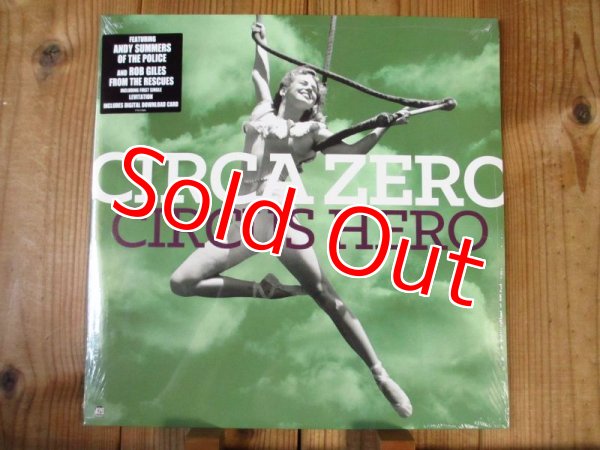 FEATURING
ANDY SUMMERS
OF THE POLICE
AND ROB GILES
FROM THE RESCUES
INCLUDING FIRST SINGLE
LEVITATION
INCLUDES DIGITAL DOWNLOAD CARD
CIRCA ZERO
CIRCUS HERO
Sold Out